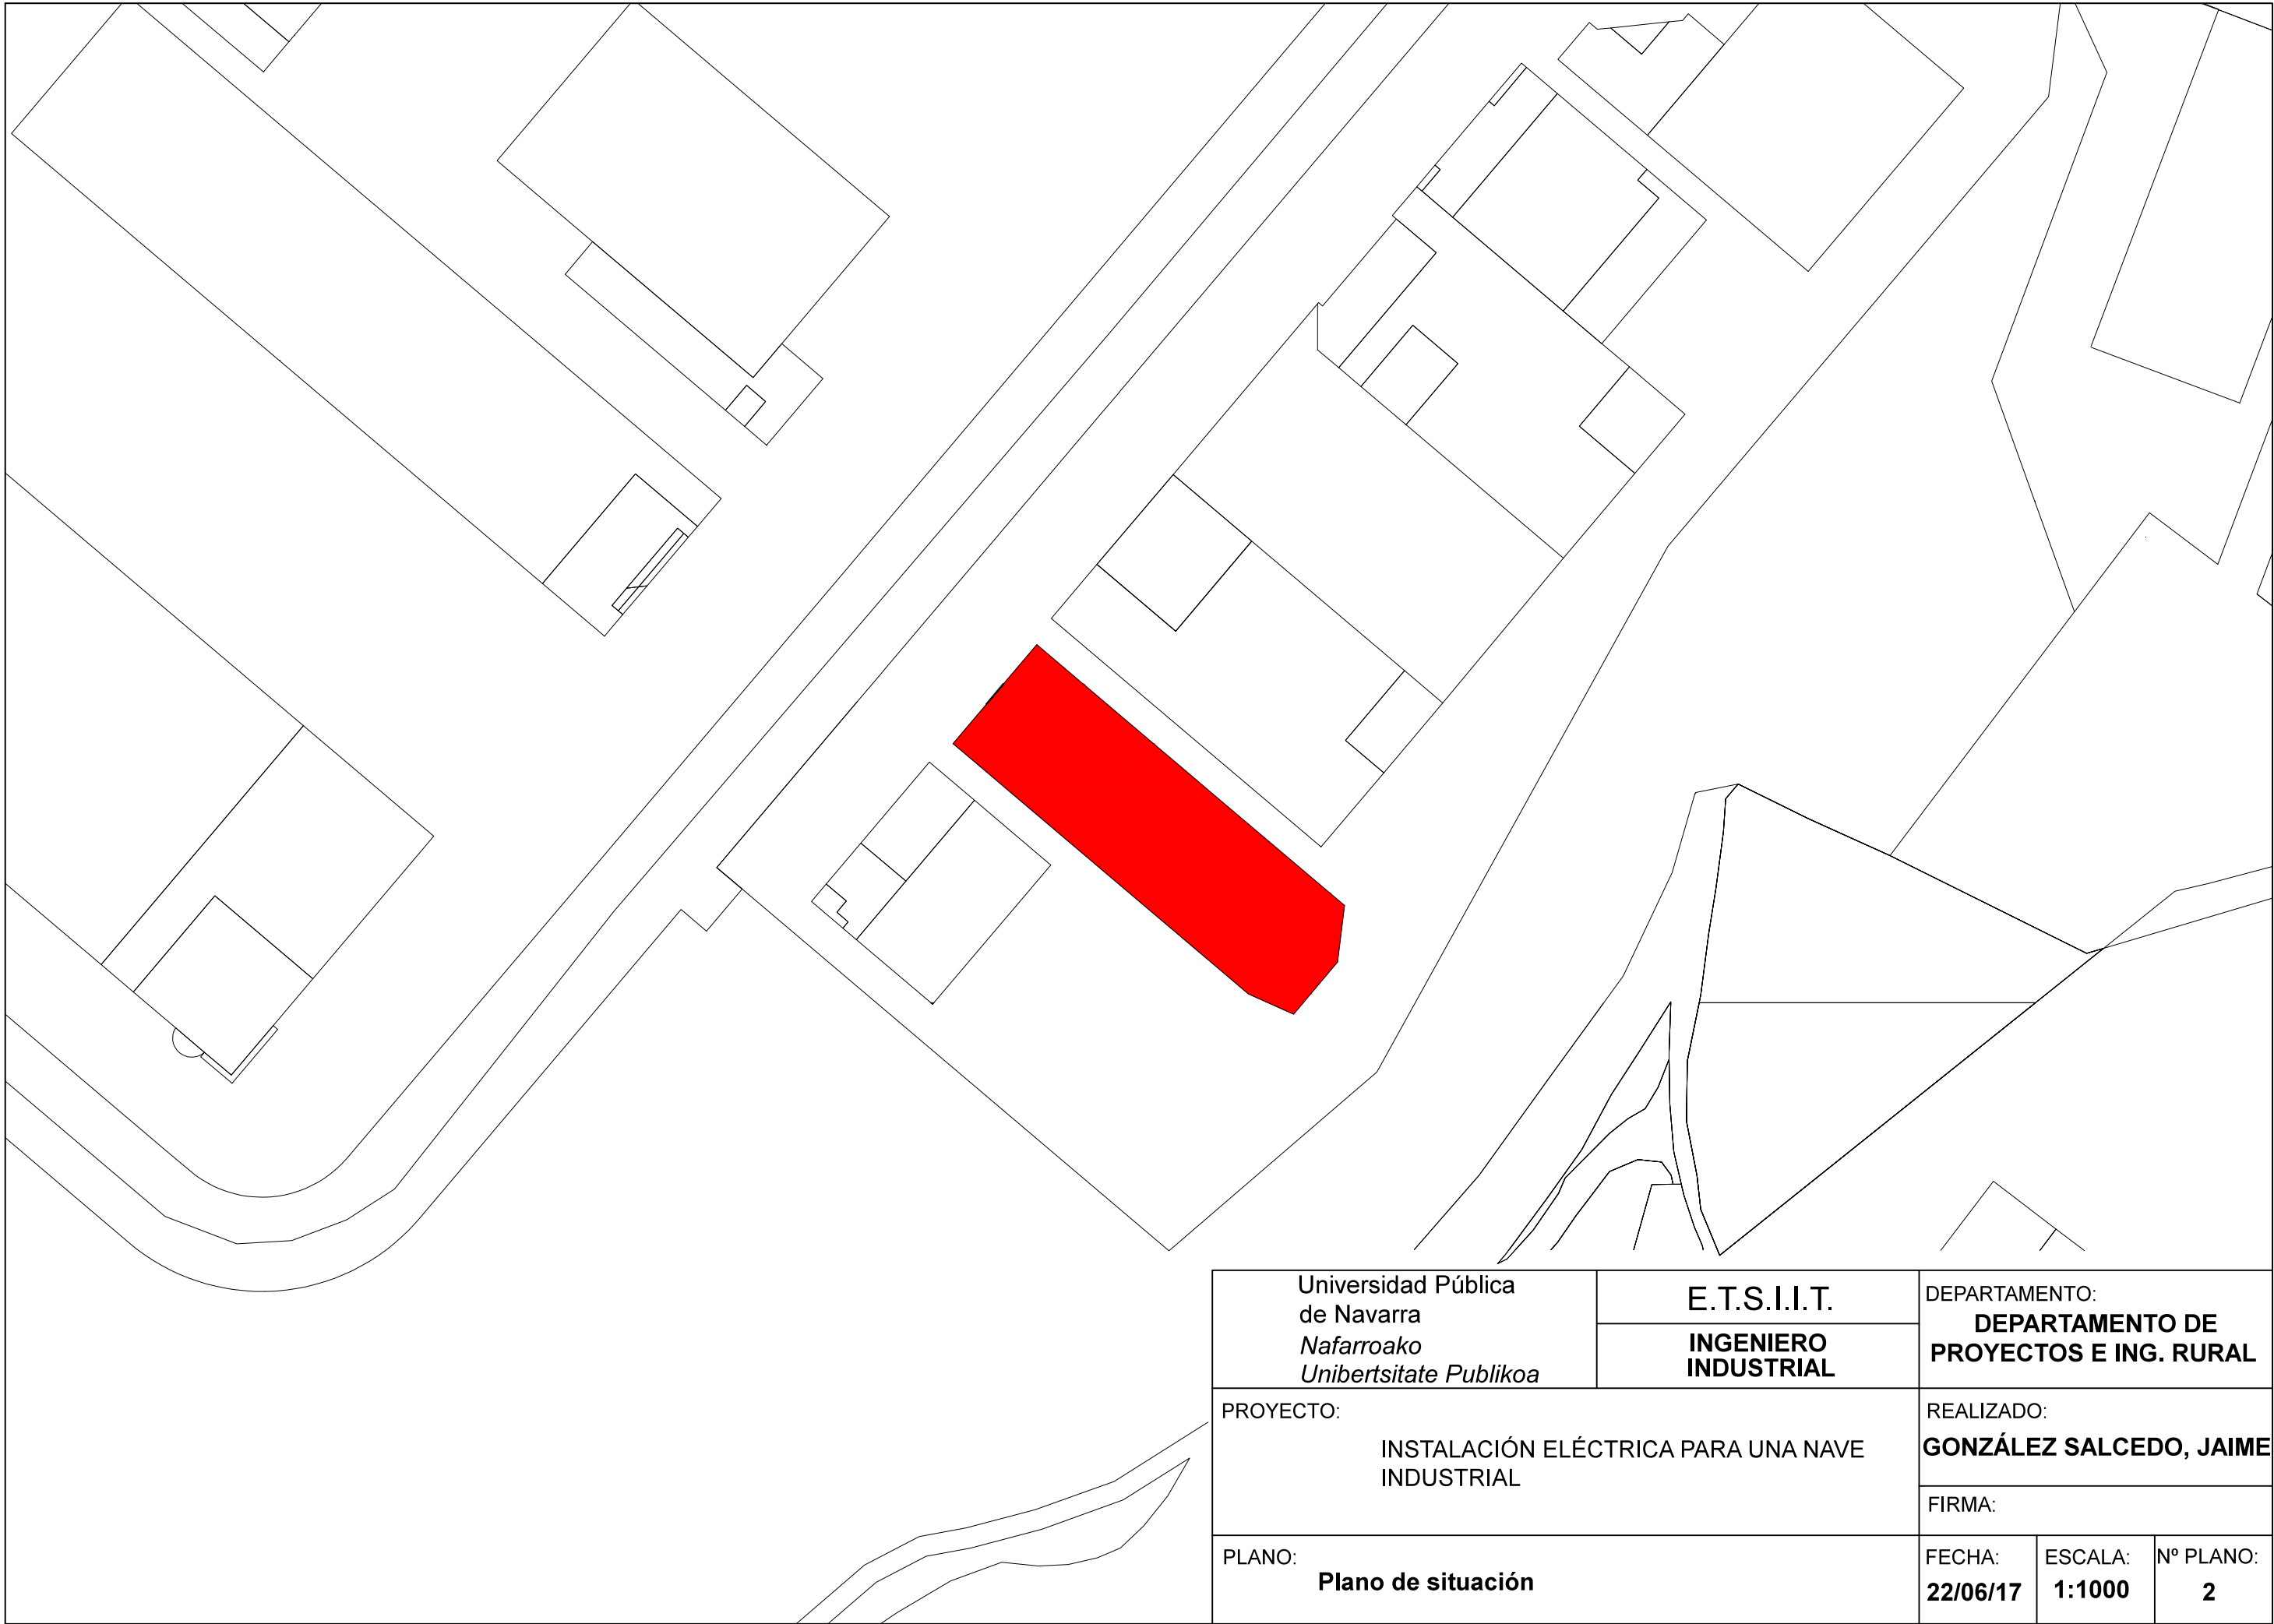 Universidad Pública
de Navarra
Nafarroako
Unibertsitate Publikoa
E.T.S.I.I.T.
INGENIERO
INDUSTRIAL
DEPARTAMENTO:
DEPARTAMENTO DE
PROYECTOS E ING. RURAL
PROYECTO:
INSTALACIÓN ELÉCTRICA PARA UNA NAVE
INDUSTRIAL
REALIZADO:
GONZÁLEZ SALCEDO, JAIME
FIRMA:
PLANO:
Plano de situación
FECHA:
22/06/17
ESCALA:
1:1000
Nº PLANO:
2